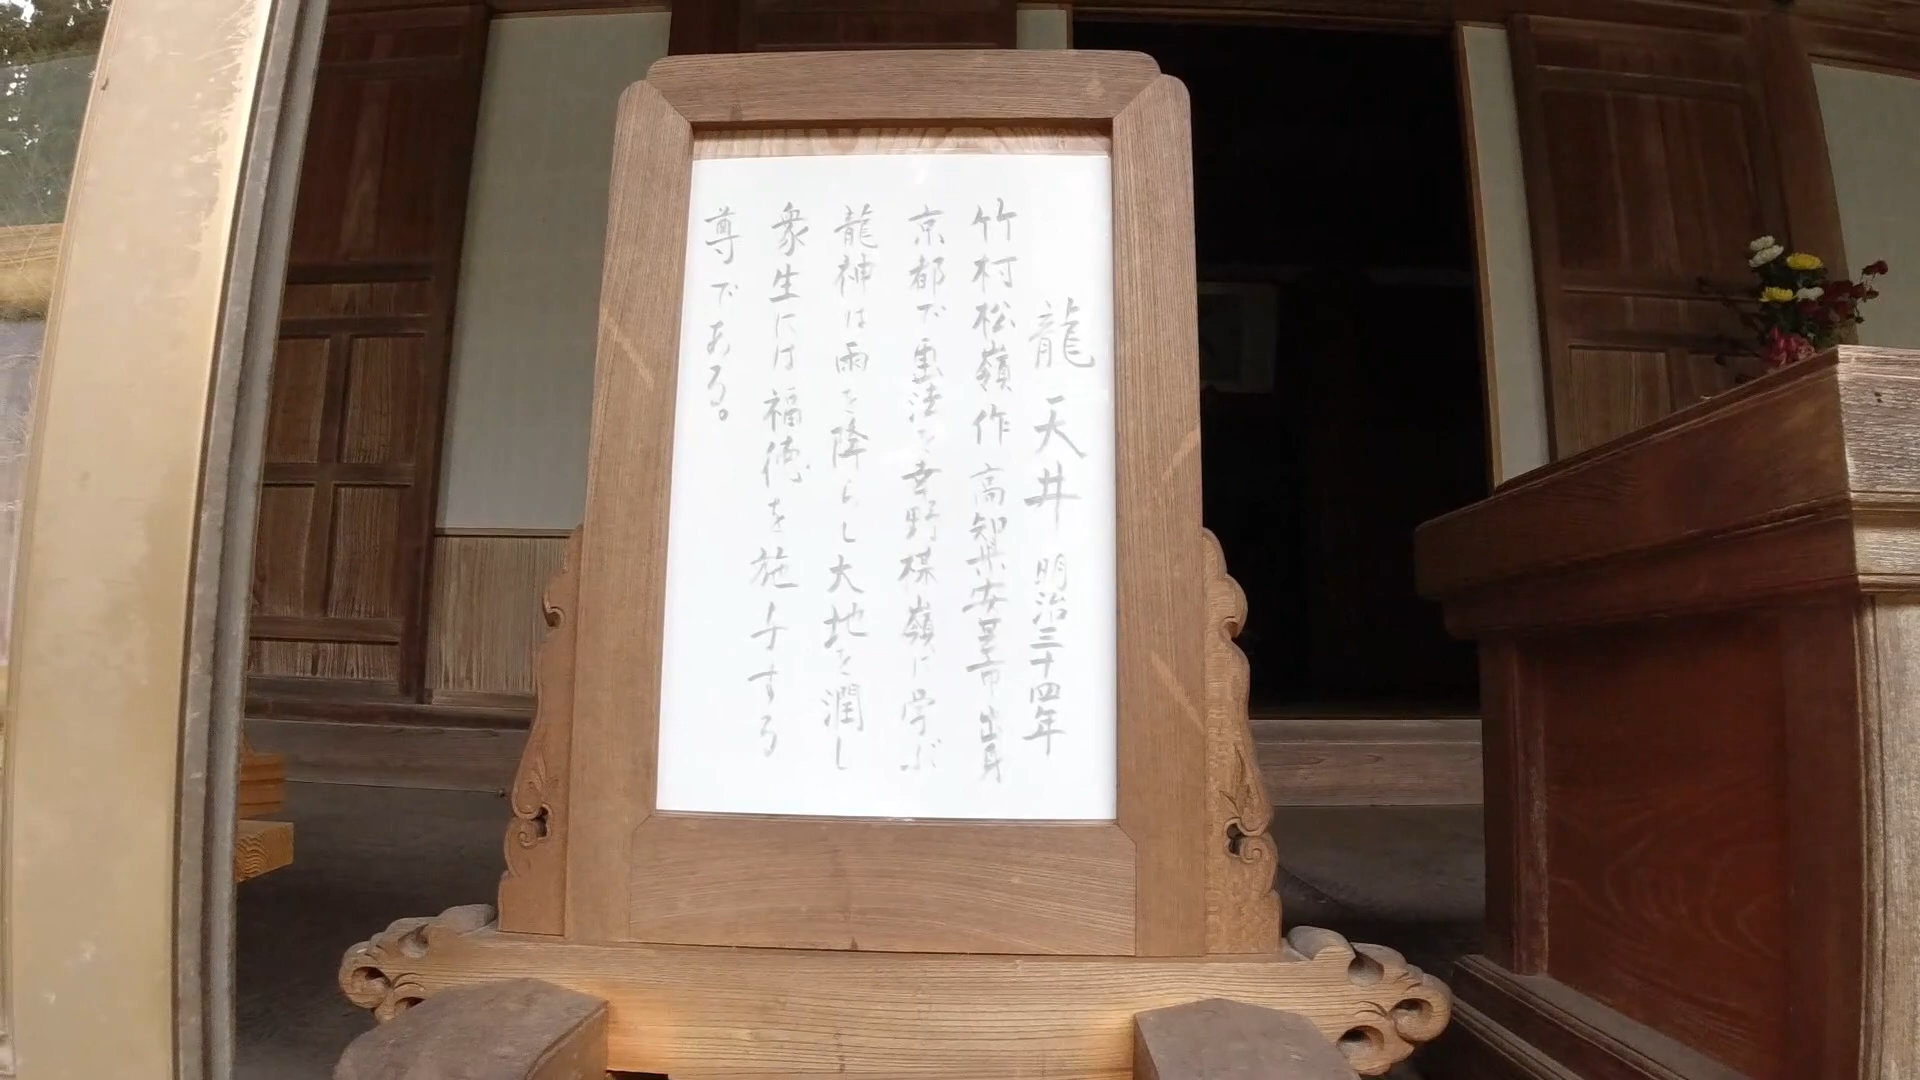 龍天井 明治三十四年
竹村松嶺作 高知県安芸市出身
京都で画法を幸野楳嶺に学ぶ
龍神は雨を降らし大地を潤し
衆生には福徳を施与する
尊である。